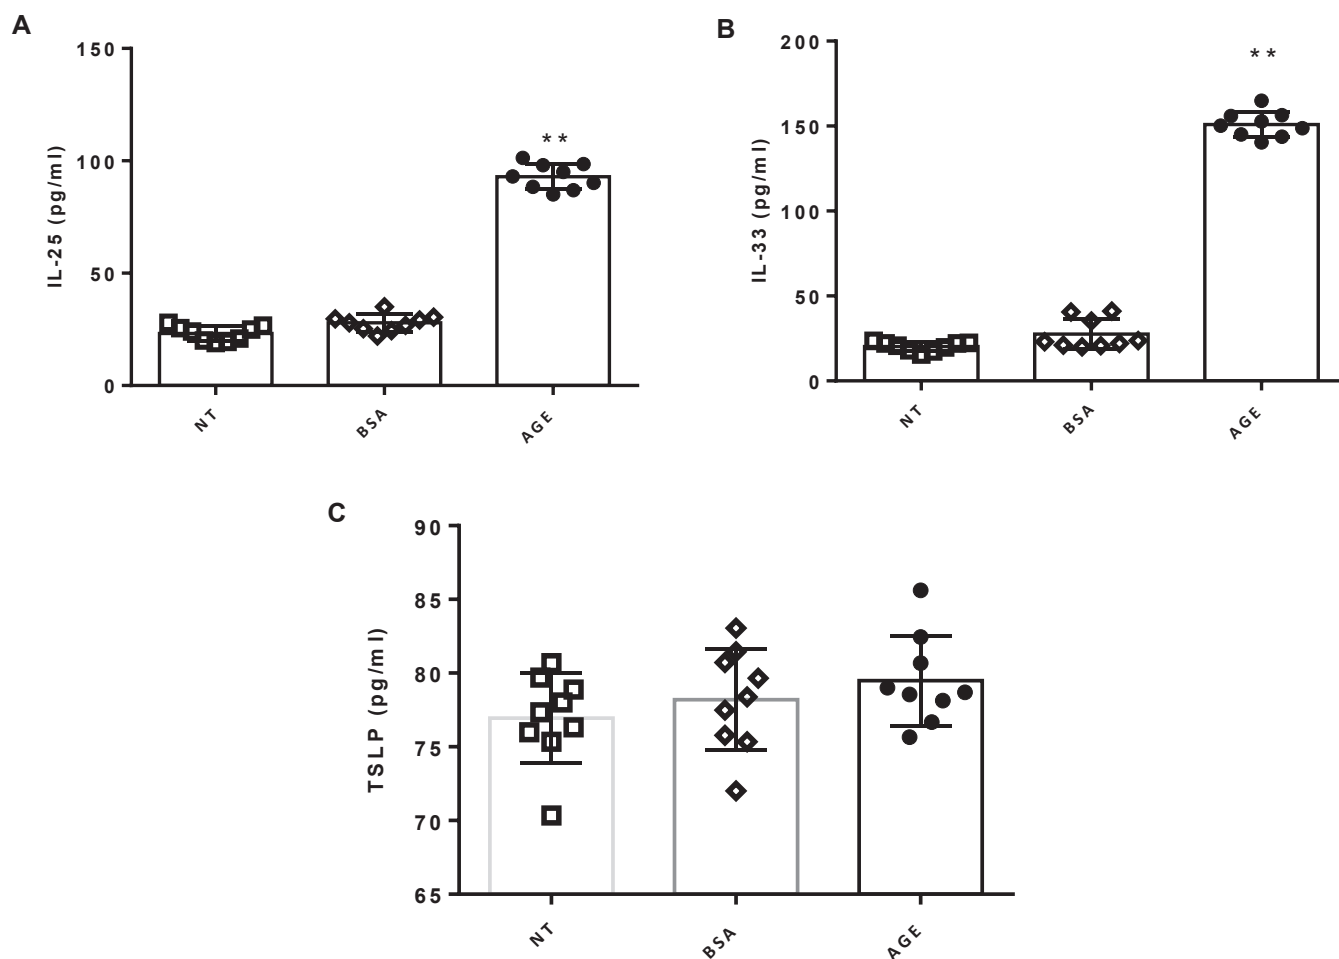 A
IL-25 (pg/ml)
150
100
50
0
**
NT
BSA
AGE
B
IL-33 (pg/ml)
200
150
100
50
0
**
NT
BSA
AGE
C
TSLP (pg/ml)
90
85
80
75
70
65
NT
BSA
AGE